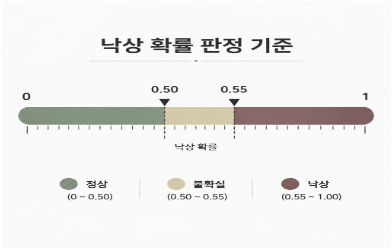 낙상 확률 판정 기준
0 0.50 0.55 1
낙상 확률
정상 불확실 낙상
(0 ~ 0.50) (0.50 ~ 0.55) (0.55 ~ 1.00)